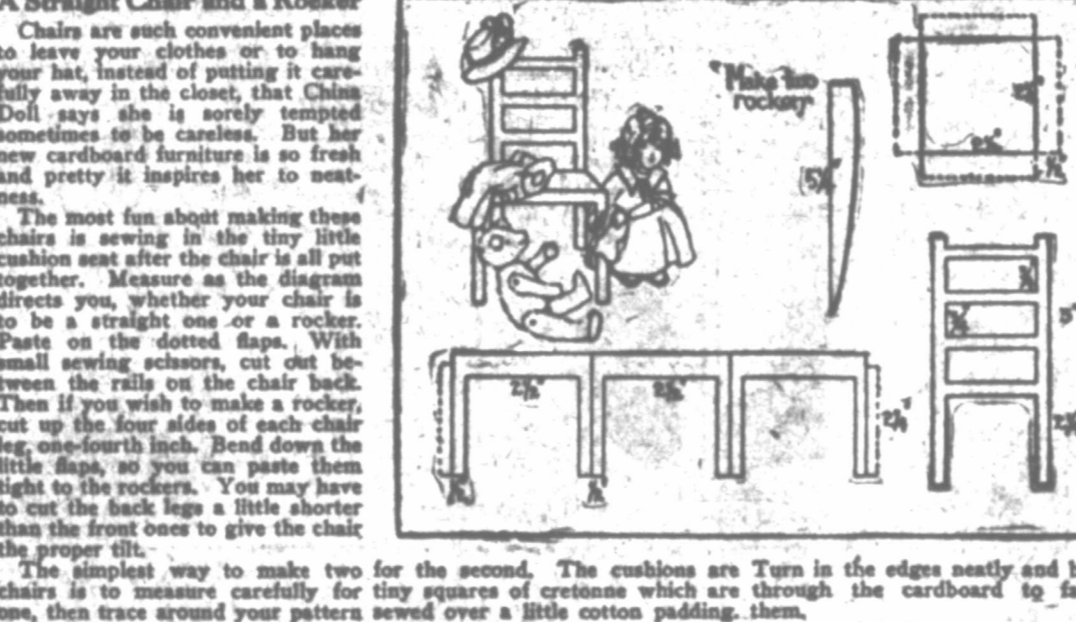 A Straight Chair and a Rocker
Chairs are such convenient places
to leave your clothes or to hang
your hat, instead of putting it care-
fully away in the closet, that China
Doll says she is sorely tempted
sometimes to be careless. But her
new cardboard furniture is so fresh
and pretty it inspires her to neat-
ness.
The most fun about making these
chairs is sewing in the tiny little
cushion seat after the chair is all put
together. Measure as the diagram
directs you, whether your chair is
to be a straight one or a rocker.
Paste on the dotted flaps. With
small sewing scissors, cut out be-
tween the rails on the chair back.
Then if you wish to make a rocker,
cut up the four sides of each chair
leg, one-fourth inch. Bend down the
little flaps, so you can paste them
tight to the rockers. You may have
to cut the back legs a little shorter
than the front ones to give the chair
the proper tilt.
The simplest way to make two
chairs is to measure carefully for
one, then trace around your pattern
for the second. The cushions are
tiny squares of cretonne which are
sewed over a little cotton padding.
Turn in the edges neatly and
through the cardboard to
them.
Make two
rockers